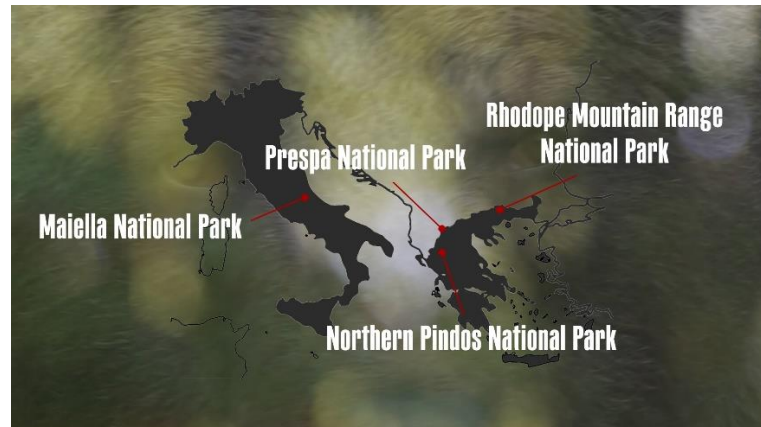 Rhodope Mountain Range
National Park
Prespa National Park
Maiella National Park
Northern Pindos National Park